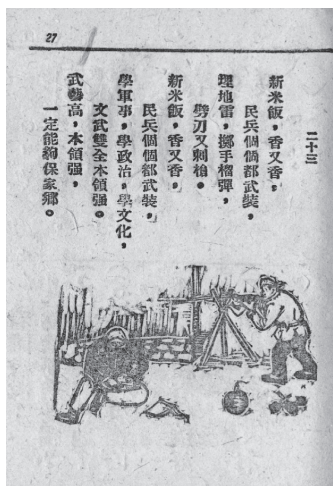 27
二十三
新米飯，香又香，
民兵個個都武裝，
埋地雷，擲手榴彈，
劈刃又刺槍。
新米飯，香又香，
民兵個個都武裝，
學軍事，學政治，學文化，
文武雙全本領强。
武藝高，本領强，
一定能夠保家鄉。